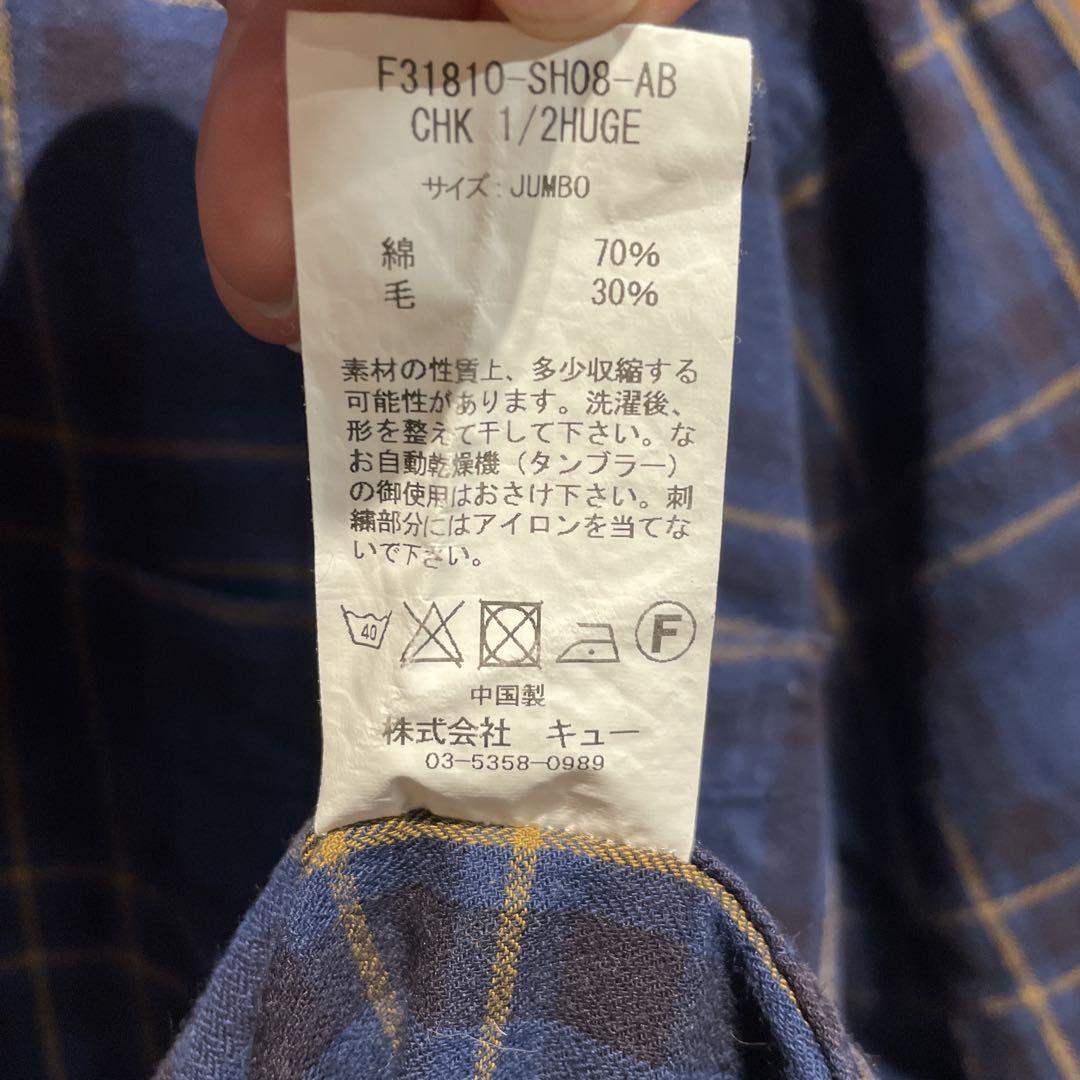 F31810-SH08-AB
CHK 1/2HUGE
サイズ: JUMBO
綿 70%
毛 30%
素材の性質上、多少収縮する
可能性があります。洗濯後、
形を整えて干して下さい。な
お自動乾燥機(タンブラー)
の御使用はおさけ下さい。刺
繍部分にはアイロンを当てな
いで下さい。
40 F
中国製
株式会社 キュー
03-5358-0989